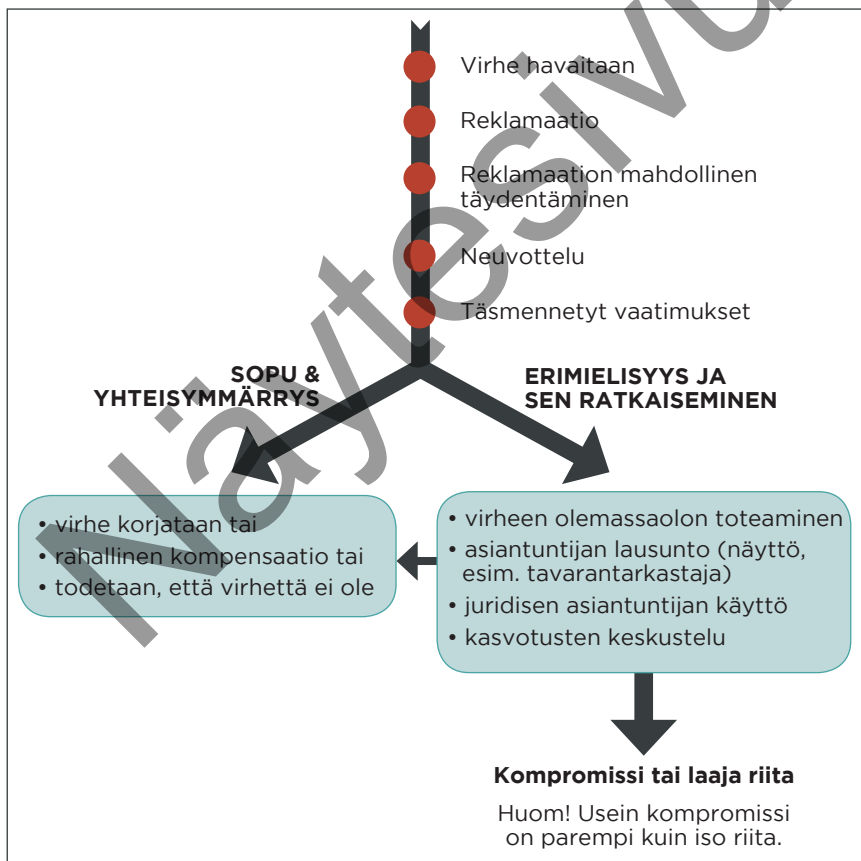 Virhe havaitaan
Reklamaatio
Reklamaation mahdollinen
täydentäminen
Neuvottelu
Täsmennetyt vaatimukset
SOPU &
YHTEISYMMÄRRYS
ERIMIELISYYS JA
SEN RATKAISEMINEN
• virhe korjataan tai
• rahallinen kompensaatio tai
• todetaan, että virhettä ei ole
• virheen olemassaolon toteaminen
• asiantuntijan lausunto (näyttö,
esim. tavarantarkastaja)
• juridisen asiantuntijan käyttö
• kasvotusten keskustelu
Kompromissi tai laaja riita
Huom! Usein kompromissi
on parempi kuin iso riita.
Näytesivu